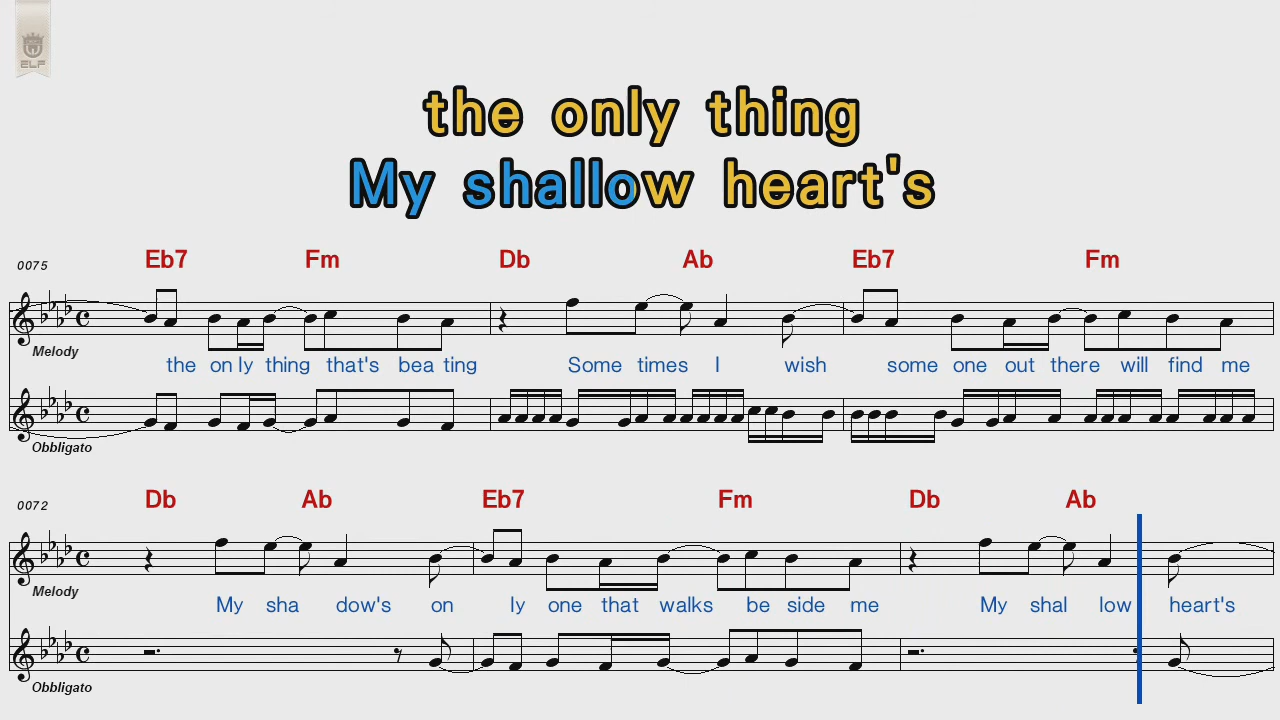 ELF
the only thing
My shallow heart's
0075 Eb7 Fm Db Ab Eb7 Fm
Melody
the on ly thing that's bea ting Some times I wish some one out there will find me
Obbligato
0072 Db Ab Eb7 Fm Db Ab
Melody
My sha dow's on ly one that walks be side me My shal low heart's
Obbligato